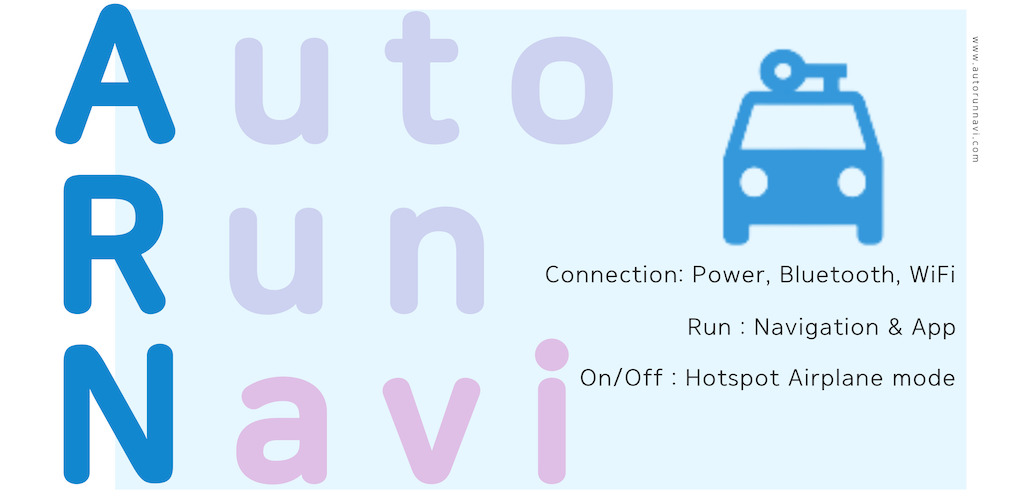 Auto
Run
Navi
www.autorunnavi.com
Connection: Power, Bluetooth, WiFi
Run : Navigation & App
On/Off : Hotspot Airplane mode